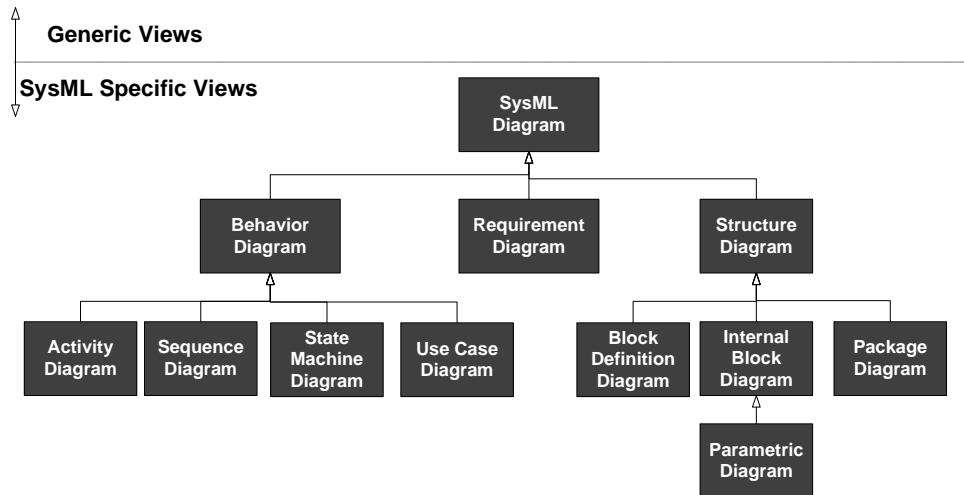 Generic Views
SysML Specific Views
SysML
Diagram
Behavior
Diagram
Requirement
Diagram
Structure
Diagram
Activity
Diagram
Sequence
Diagram
State
Machine
Diagram
Use Case
Diagram
Block
Definition
Diagram
Internal
Block
Diagram
Package
Diagram
Parametric
Diagram